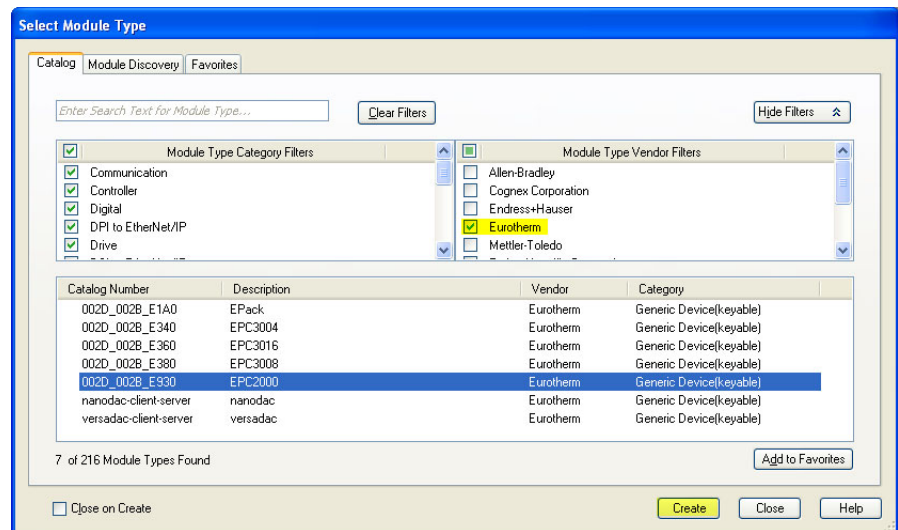 Select Module Type
Catalog Module Discovery Favorites
Enter Search Text for Module Type... Clear Filters Hide Filters
Module Type Category Filters Module Type Vendor Filters
Communication Allen-Bradley
Controller Cognex Corporation
Digital Endress+Hauser
DPI to EtherNet/IP Eurotherm
Drive Mettler-Toledo
Catalog Number Description Vendor Category
002D_002B_E1A0 EPack Eurotherm Generic Device(keyable)
002D_002B_E340 EPC3004 Eurotherm Generic Device(keyable)
002D_002B_E360 EPC3016 Eurotherm Generic Device(keyable)
002D_002B_E380 EPC3008 Eurotherm Generic Device(keyable)
002D_002B_E930 EPC2000 Eurotherm Generic Device(keyable)
nanodac-client-server nanodac Eurotherm Generic Device(keyable)
versadac-client-server versadac Eurotherm Generic Device(keyable)
7 of 216 Module Types Found Add to Favorites
Close on Create Create Close Help